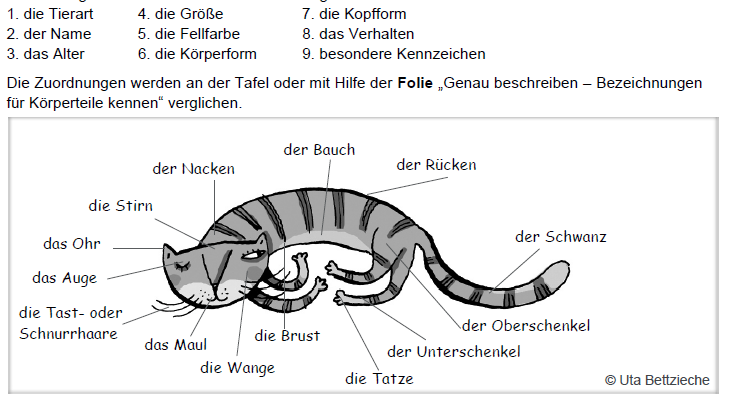 1. die Tierart 4. die Größe 7. die Kopfform
2. der Name 5. die Fellfarbe 8. das Verhalten
3. das Alter 6. die Körperform 9. besondere Kennzeichen
Die Zuordnungen werden an der Tafel oder mit Hilfe der Folie „Genau beschreiben – Bezeichnungen
für Körperteile kennen“ verglichen.
der Bauch
der Nacken
der Rücken
die Stirn
das Ohr
der Schwanz
das Auge
die Tast- oder
Schnurrhaare
der Oberschenkel
die Brust
das Maul
der Unterschenkel
die Wange
die Tatze
© Uta Bettzieche